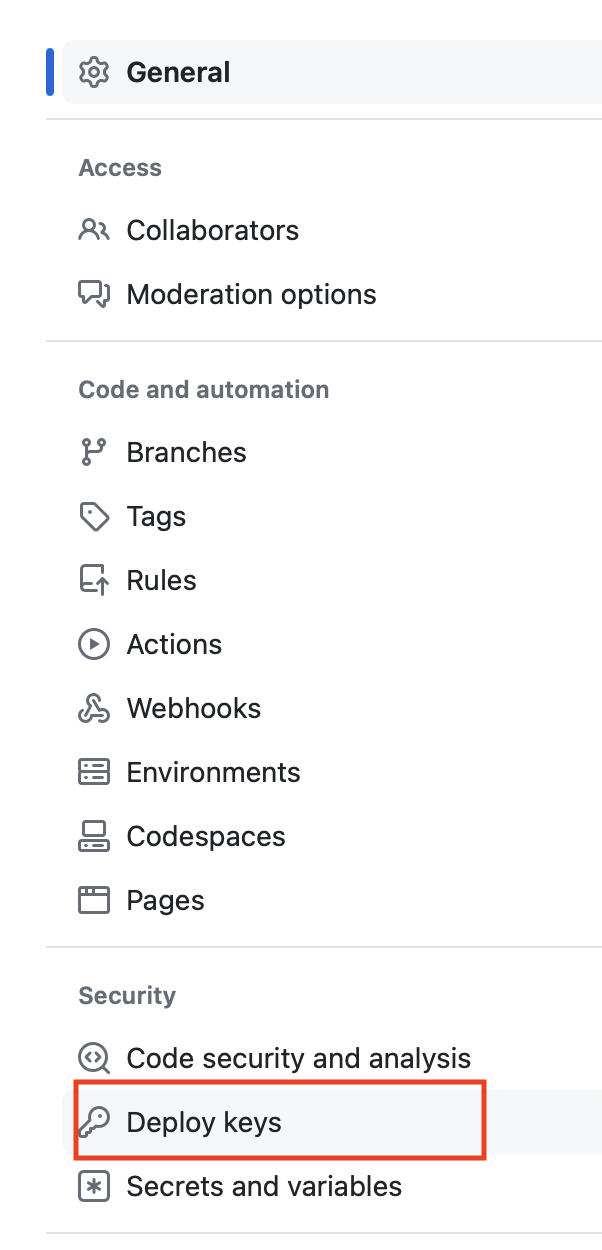 General
Access
Collaborators
Moderation options
Code and automation
Branches
Tags
Rules
Actions
Webhooks
Environments
Codespaces
Pages
Security
Code security and analysis
Deploy keys
Secrets and variables